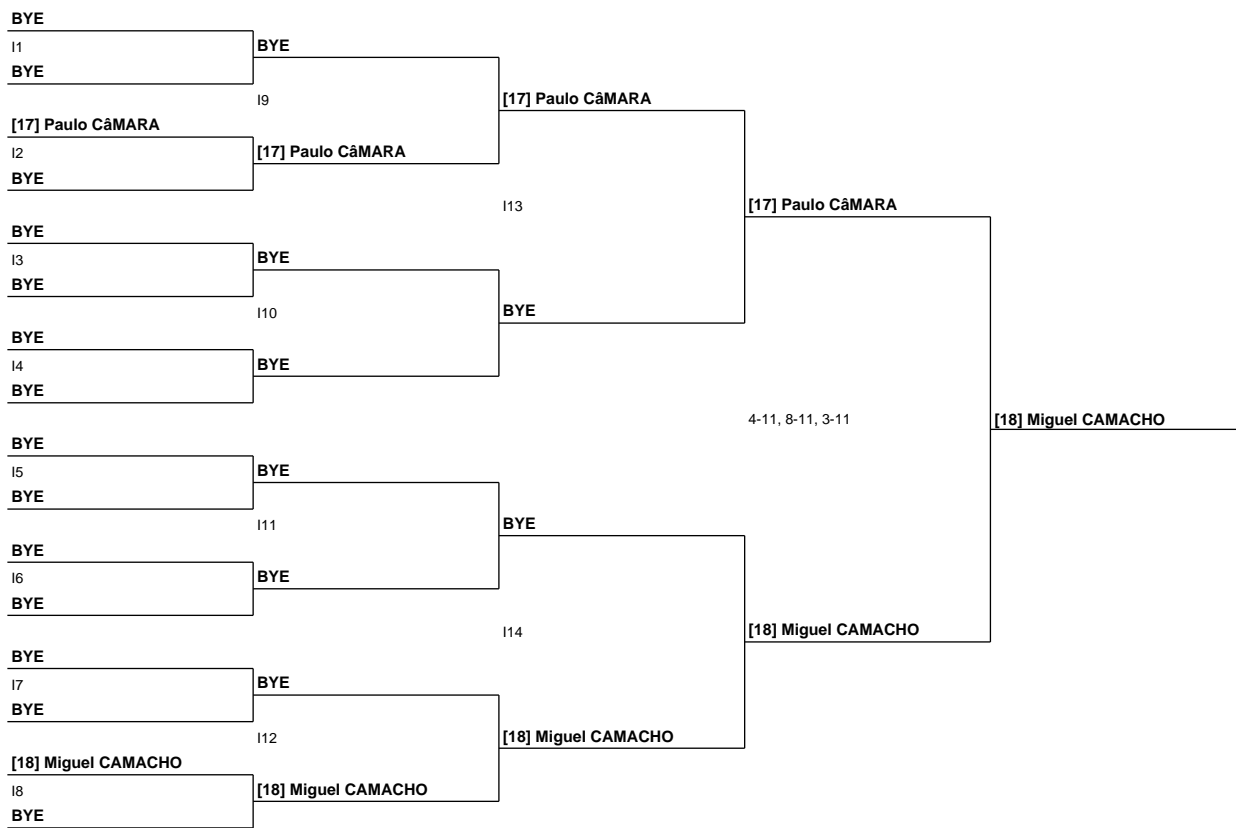 BYE
I1
BYE
BYE
I9
[17] Paulo CâMARA
[17] Paulo CâMARA
I2
[17] Paulo CâMARA
BYE
I13
[17] Paulo CâMARA
BYE
I3
BYE
BYE
I10
BYE
BYE
I4
BYE
BYE
4-11, 8-11, 3-11
[18] Miguel CAMACHO
BYE
I5
BYE
BYE
I11
BYE
BYE
I6
BYE
BYE
I14
[18] Miguel CAMACHO
BYE
I7
BYE
BYE
I12
[18] Miguel CAMACHO
[18] Miguel CAMACHO
I8
[18] Miguel CAMACHO
BYE